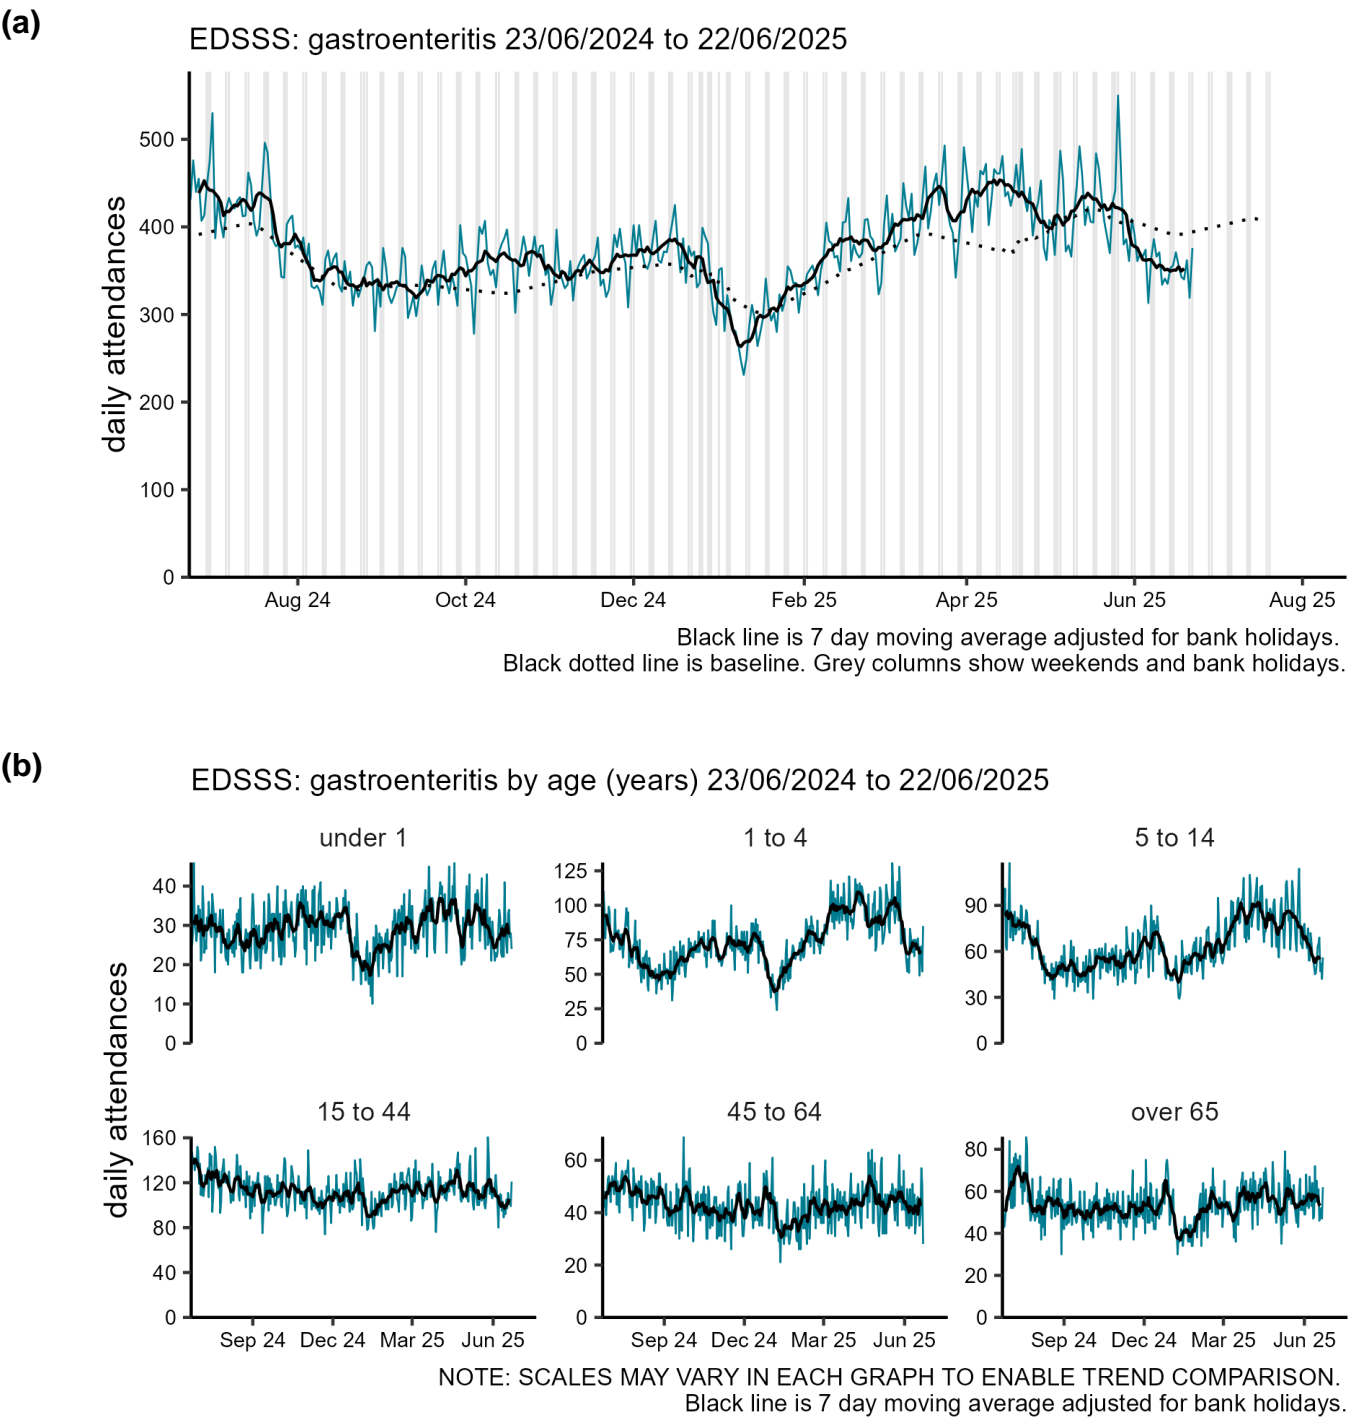 (a)
EDSSS: gastroenteritis 23/06/2024 to 22/06/2025
daily attendances
500
400
300
200
100
0
Aug 24 Oct 24 Dec 24 Feb 25 Apr 25 Jun 25 Aug 25
Black line is 7 day moving average adjusted for bank holidays.
Black dotted line is baseline. Grey columns show weekends and bank holidays.
(b)
EDSSS: gastroenteritis by age (years) 23/06/2024 to 22/06/2025
daily attendances
under 1
40
30
20
10
0
1 to 4
125
100
75
50
25
0
5 to 14
90
60
30
0
15 to 44
160
120
80
40
0
Sep 24 Dec 24 Mar 25 Jun 25
45 to 64
60
40
20
0
Sep 24 Dec 24 Mar 25 Jun 25
over 65
80
60
40
20
0
Sep 24 Dec 24 Mar 25 Jun 25
NOTE: SCALES MAY VARY IN EACH GRAPH TO ENABLE TREND COMPARISON.
Black line is 7 day moving average adjusted for bank holidays.